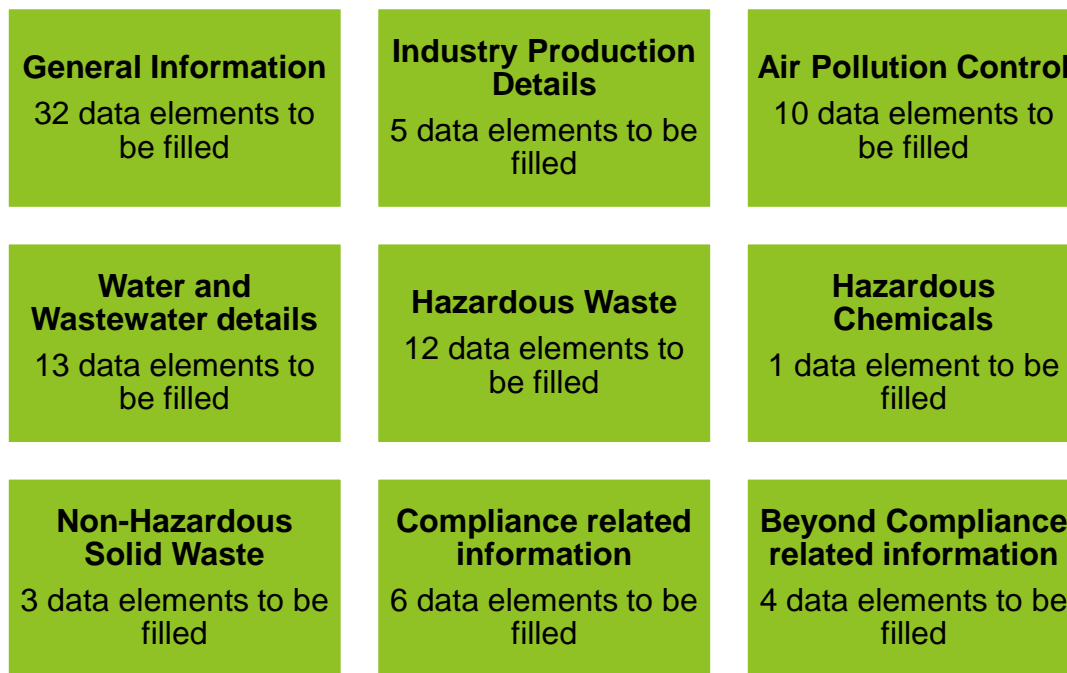 General Information
32 data elements to
be filled
Industry Production
Details
5 data elements to be
filled
Air Pollution Control
10 data elements to
be filled
Water and
Wastewater details
13 data elements to
be filled
Hazardous Waste
12 data elements to
be filled
Hazardous
Chemicals
1 data element to be
filled
Non-Hazardous
Solid Waste
3 data elements to be
filled
Compliance related
information
6 data elements to be
filled
Beyond Compliance
related information
4 data elements to be
filled